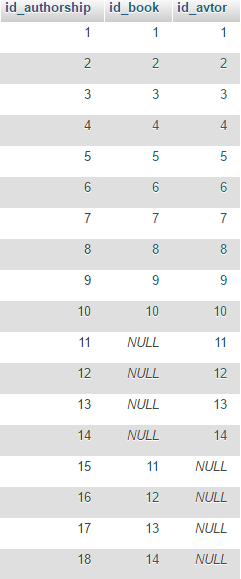 id_authorship id_book id_avtor
1 1 1
2 2 2
3 3 3
4 4 4
5 5 5
6 6 6
7 7 7
8 8 8
9 9 9
10 10 10
11 NULL 11
12 NULL 12
13 NULL 13
14 NULL 14
15 11 NULL
16 12 NULL
17 13 NULL
18 14 NULL